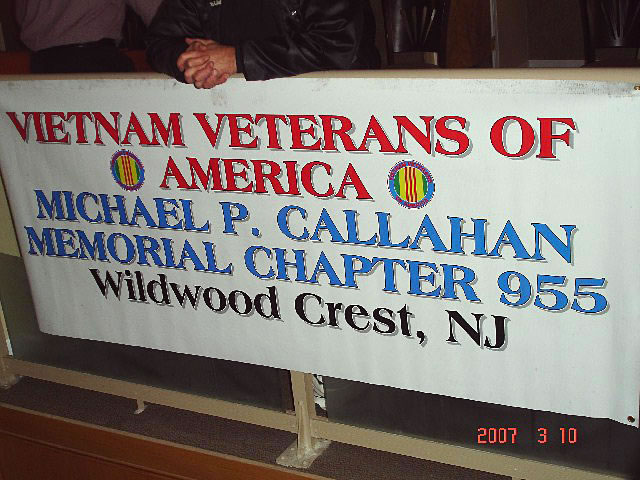 VIETNAM VETERANS OF
AMERICA
MICHAEL P. CALLAHAN
MEMORIAL CHAPTER 955
Wildwood Crest, NJ
2007 3 10